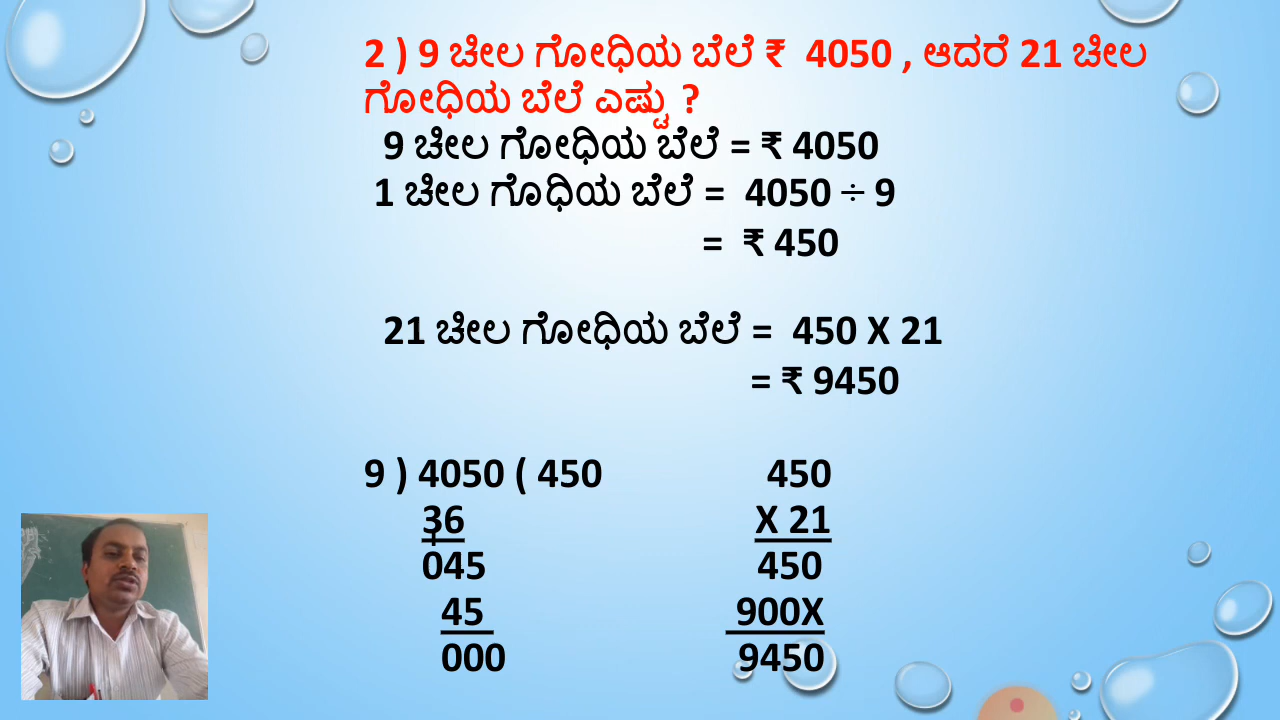 2 ) 9 ಚೀಲ ಗೋಧಿಯ ಬೆಲೆ ₹ 4050 , ಆದರೆ 21 ಚೀಲ
ಗೋಧಿಯ ಬೆಲೆ ಎಷ್ಟು ?
9 ಚೀಲ ಗೋಧಿಯ ಬೆಲೆ = ₹ 4050
1 ಚೀಲ ಗೊಧಿಯ ಬೆಲೆ = 4050 ÷ 9
= ₹ 450
21 ಚೀಲ ಗೋಧಿಯ ಬೆಲೆ = 450 X 21
= ₹ 9450
9 ) 4050 ( 450 450
36 X 21
045 450
45 900X
000 9450